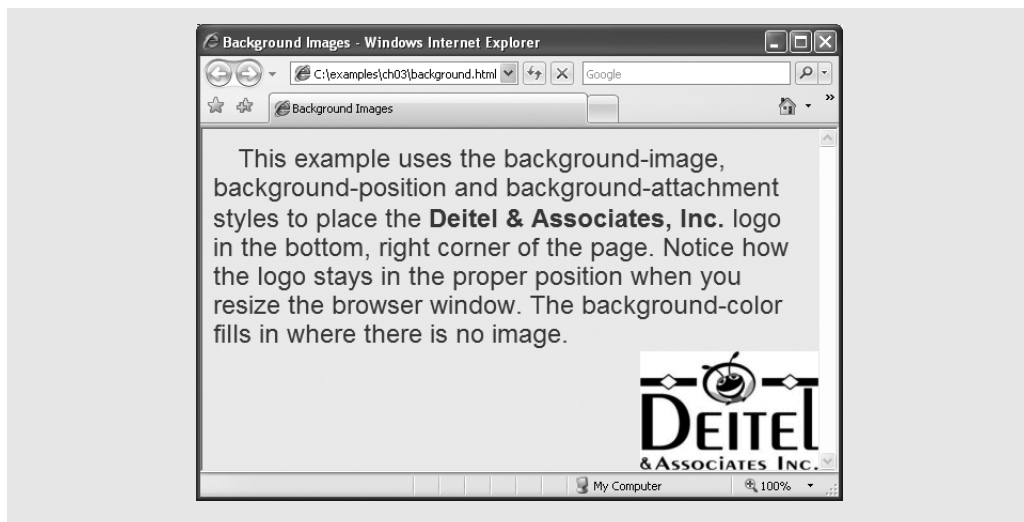 Background Images - Windows Internet Explorer
C:\examples\ch03\background.html
Google
Background Images
»
This example uses the background-image,
background-position and background-attachment
styles to place the Deitel & Associates, Inc. logo
in the bottom, right corner of the page. Notice how
the logo stays in the proper position when you
resize the browser window. The background-color
fills in where there is no image.
DEITEL
& ASSOCIATES INC.
My Computer
100%